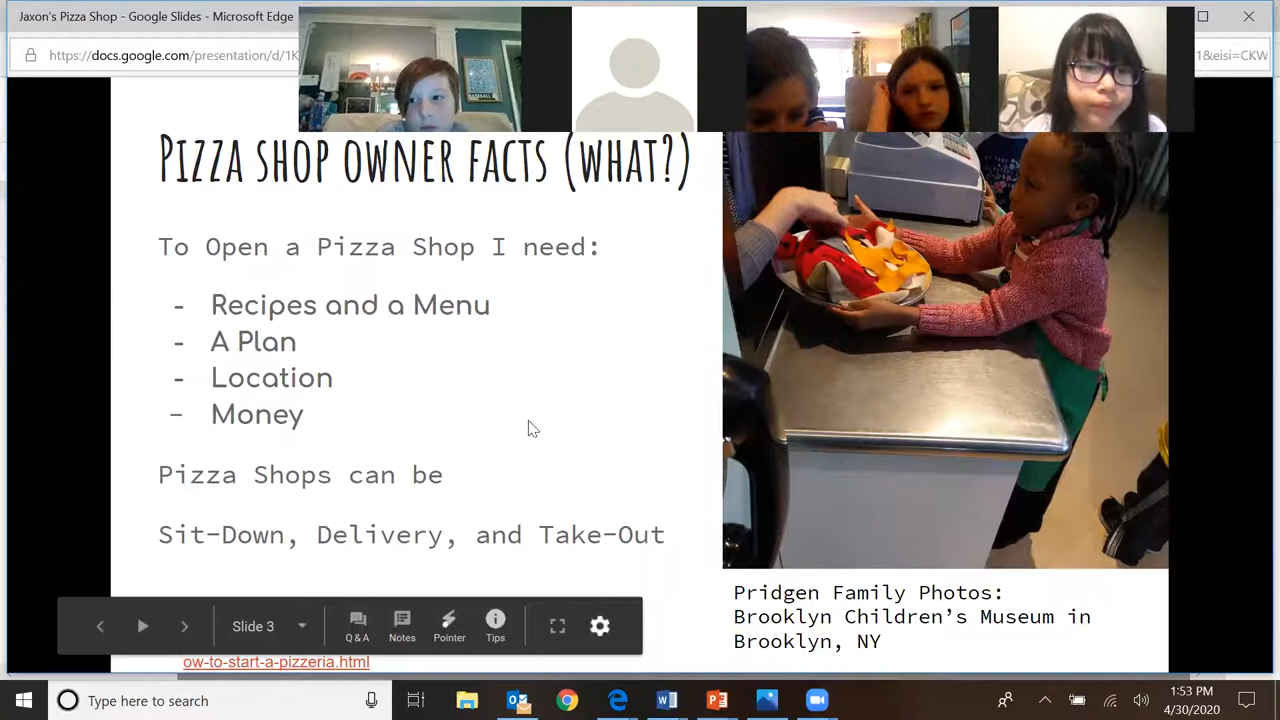 Jaxon's Pizza Shop - Google Slides - Microsoft Edge
https://docs.google.com/presentation/d/1K
1&eisi=CKW
BASEBALL
Pizza shop owner facts (what?)
To Open a Pizza Shop I need:
- Recipes and a Menu
- A Plan
- Location
- Money
Pizza Shops can be
Sit-Down, Delivery, and Take-Out
Pridgen Family Photos:
Brooklyn Children's Museum in
Brooklyn, NY
Slide 3
Q & A
Notes
Pointer
Tips
ow-to-start-a-pizzeria.html
Type here to search
1:53 PM
4/30/2020